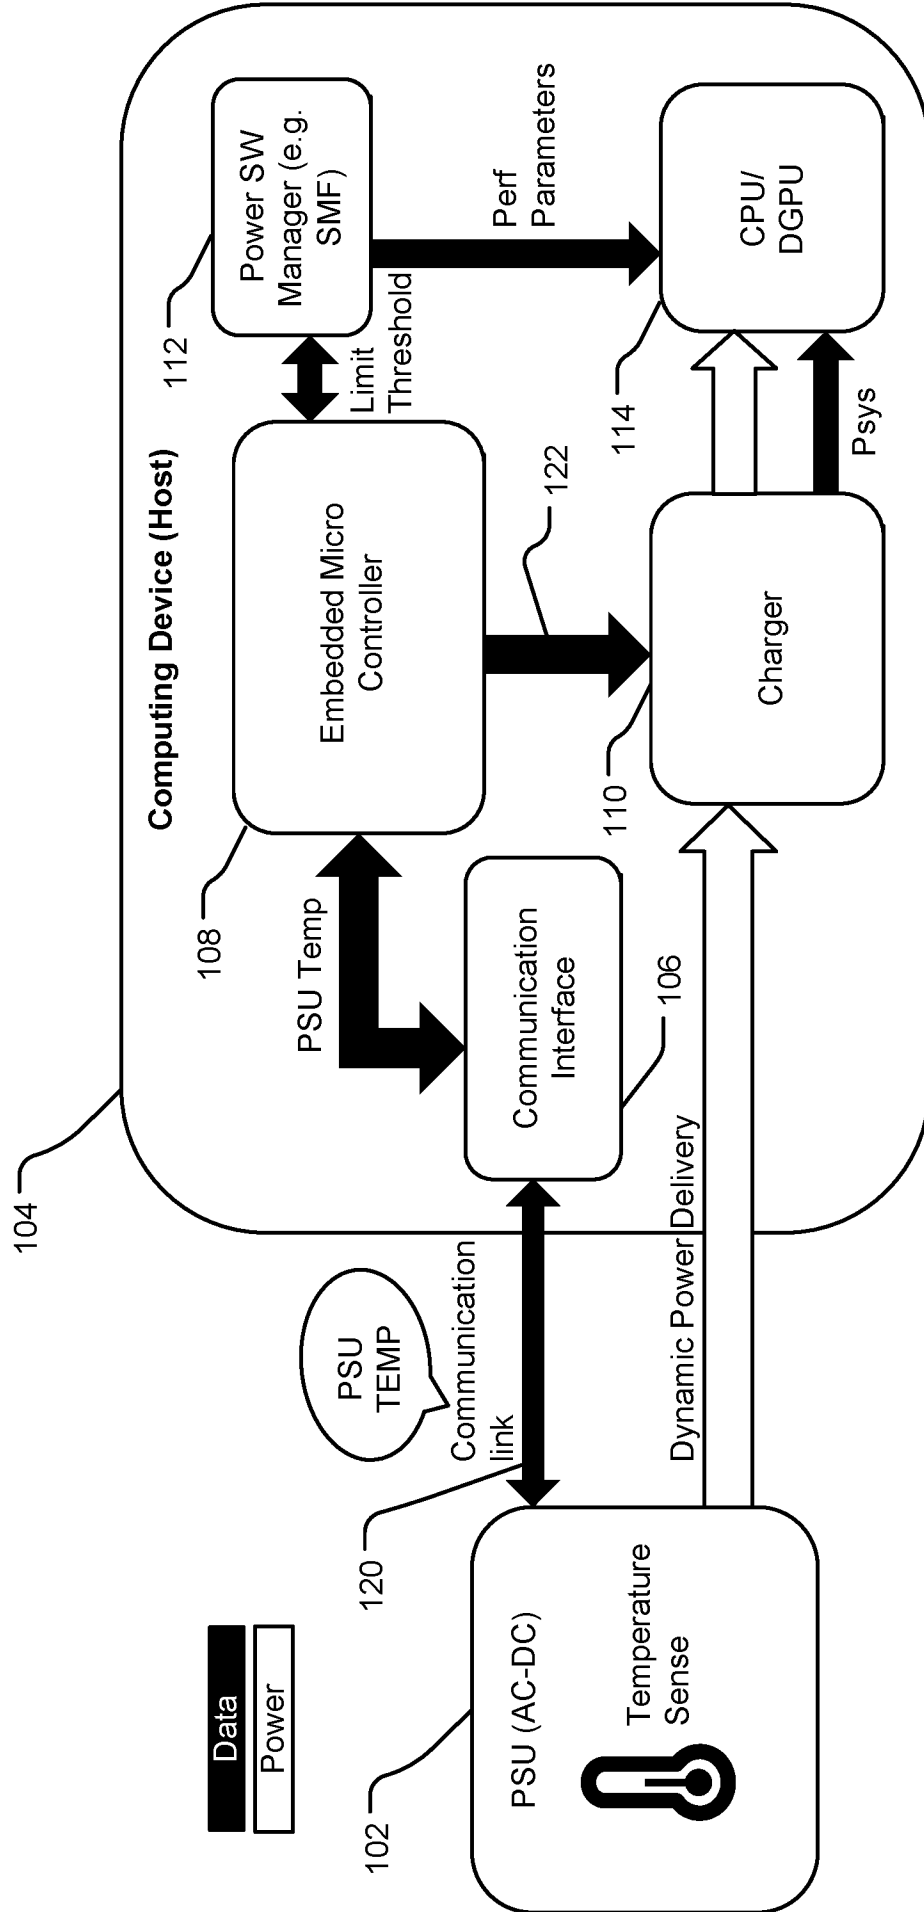 Data
Power
102
PSU (AC-DC)
Temperature
Sense
120
PSU
TEMP
Communication
link
Dynamic Power Delivery
104
Computing Device (Host)
PSU Temp
Communication
Interface
106
108
Embedded Micro
Controller
122
110
Charger
Limit
Threshold
112
Power SW
Manager (e.g.
SMF)
Perf
Parameters
114
CPU/
DGPU
Psys